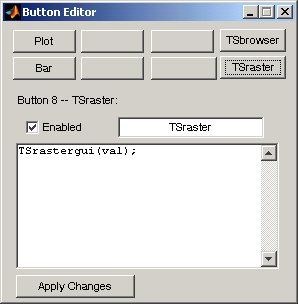 Button Editor
Plot TSbrowser
Bar TSraster
Button 8 -- TSraster:
Enabled TSraster
TSrastergui(val);
Apply Changes